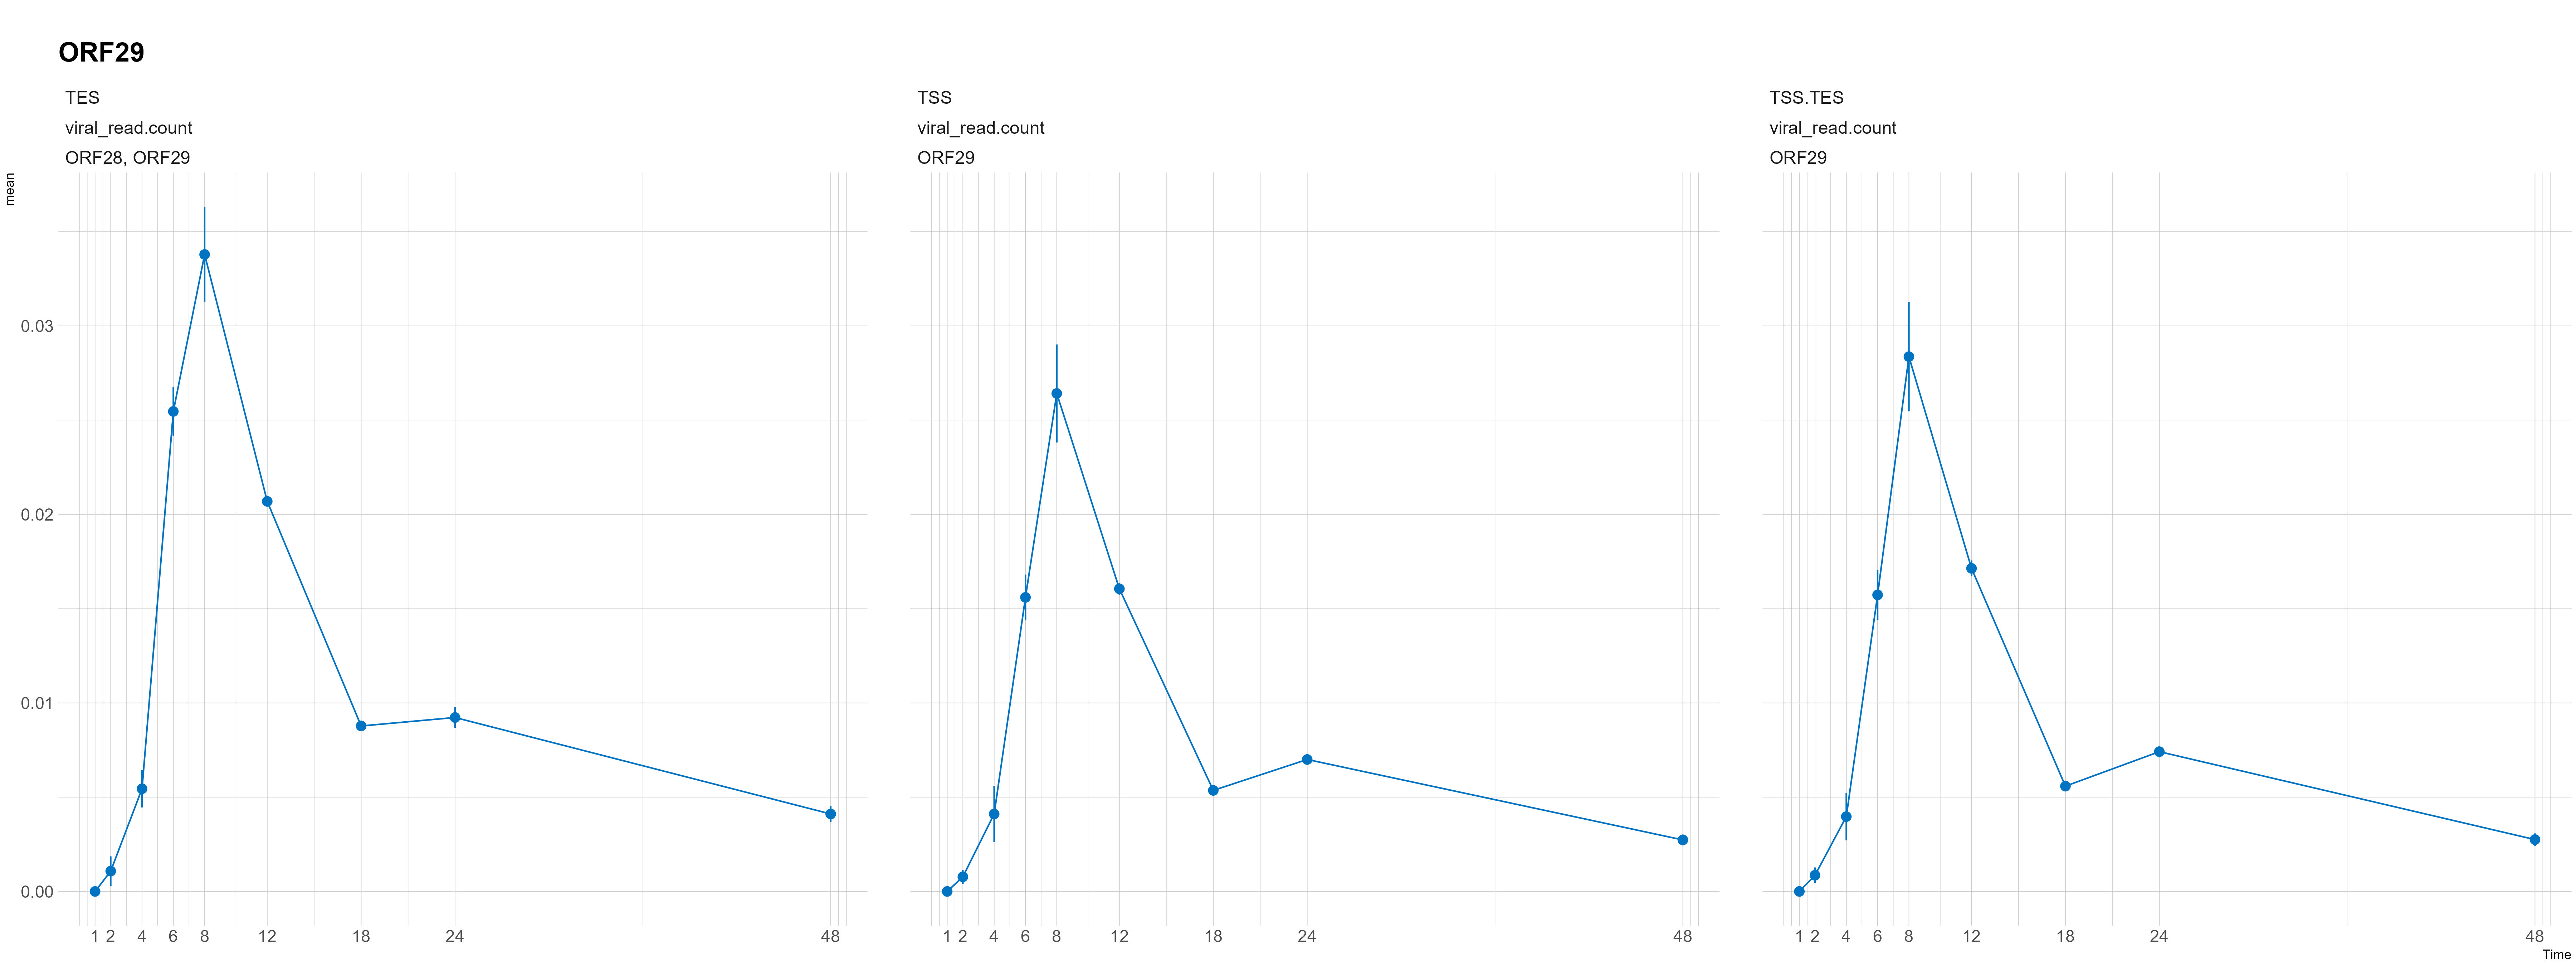 ORF29
TES
viral_read.count
ORF28, ORF29
TSS
viral_read.count
ORF29
TSS.TES
viral_read.count
ORF29
mean
0.03
0.02
0.01
0.00
1 2 4 6 8 12 18 24 48
1 2 4 6 8 12 18 24 48
1 2 4 6 8 12 18 24 48
Time